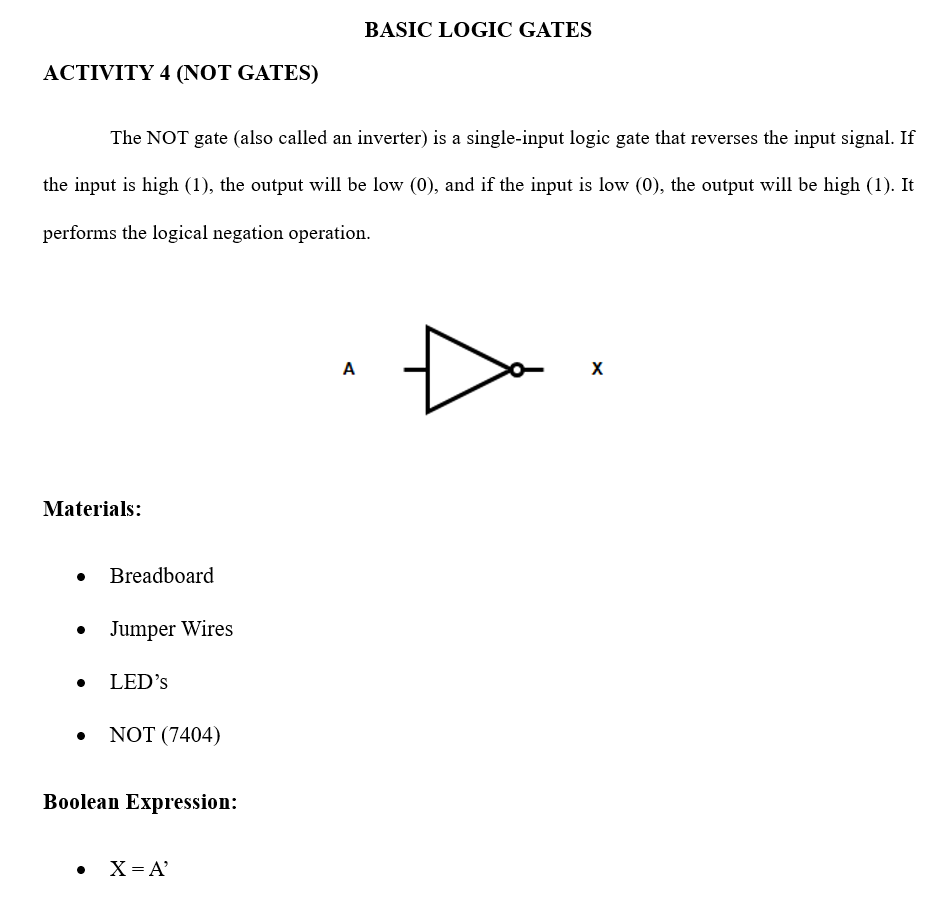 BASIC LOGIC GATES
ACTIVITY 4 (NOT GATES)
The NOT gate (also called an inverter) is a single-input logic gate that reverses the input signal. If
the input is high (1), the output will be low (0), and if the input is low (0), the output will be high (1). It
performs the logical negation operation.
A X
Materials:
• Breadboard
• Jumper Wires
• LED’s
• NOT (7404)
Boolean Expression:
• X = A’